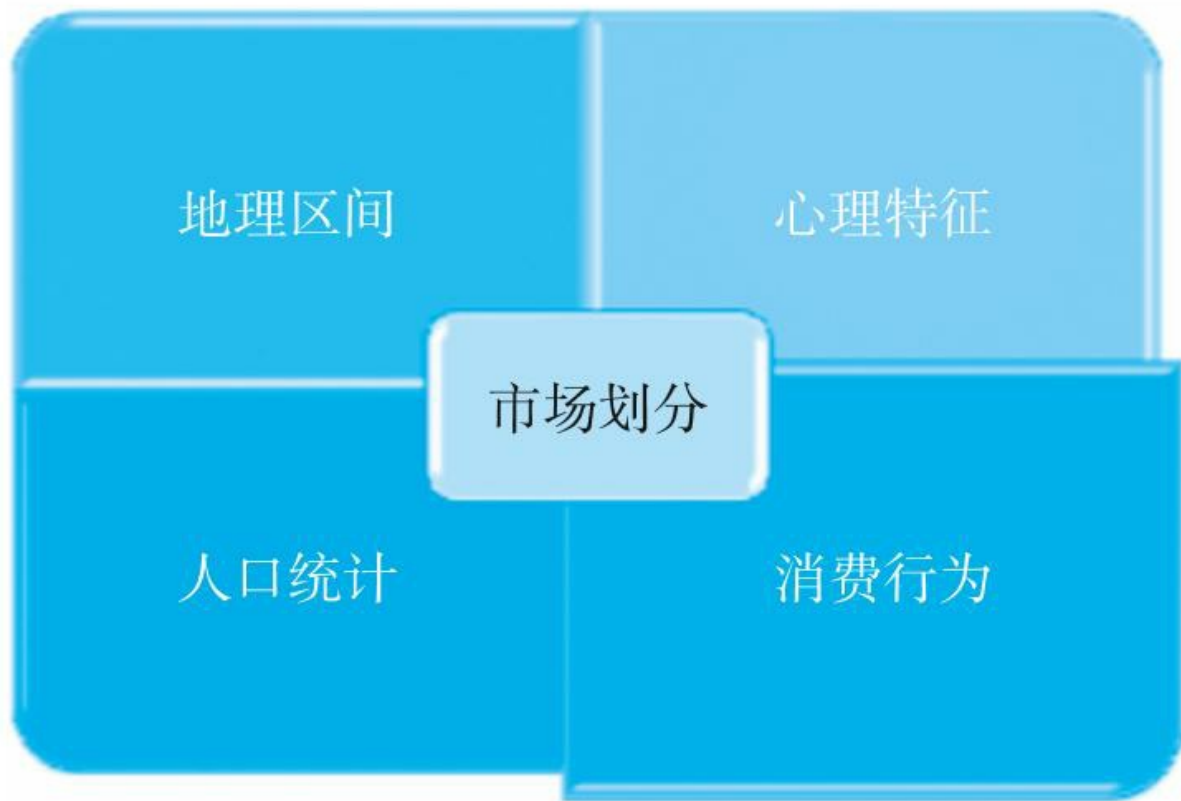 地理区间
心理特征
市场划分
人口统计
消费行为